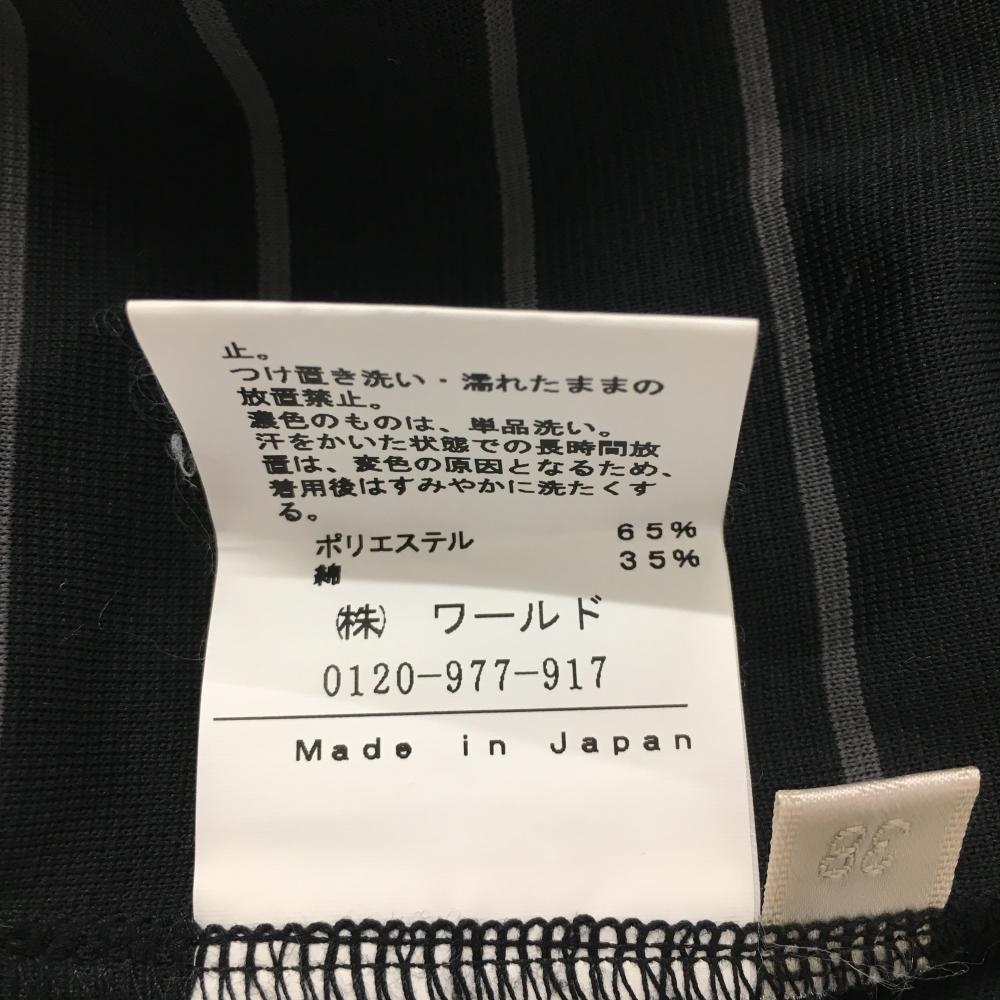 止。
つけ置き洗い・濡れたままの
放置禁止。
濃色のものは、単品洗い。
汗をかいた状態での長時間放
置は、変色の原因となるため、
着用後はすみやかに洗たくす
る。
ポリエステル 65%
綿 35%
㈱ ワールド
0120-977-917
Made in Japan
38